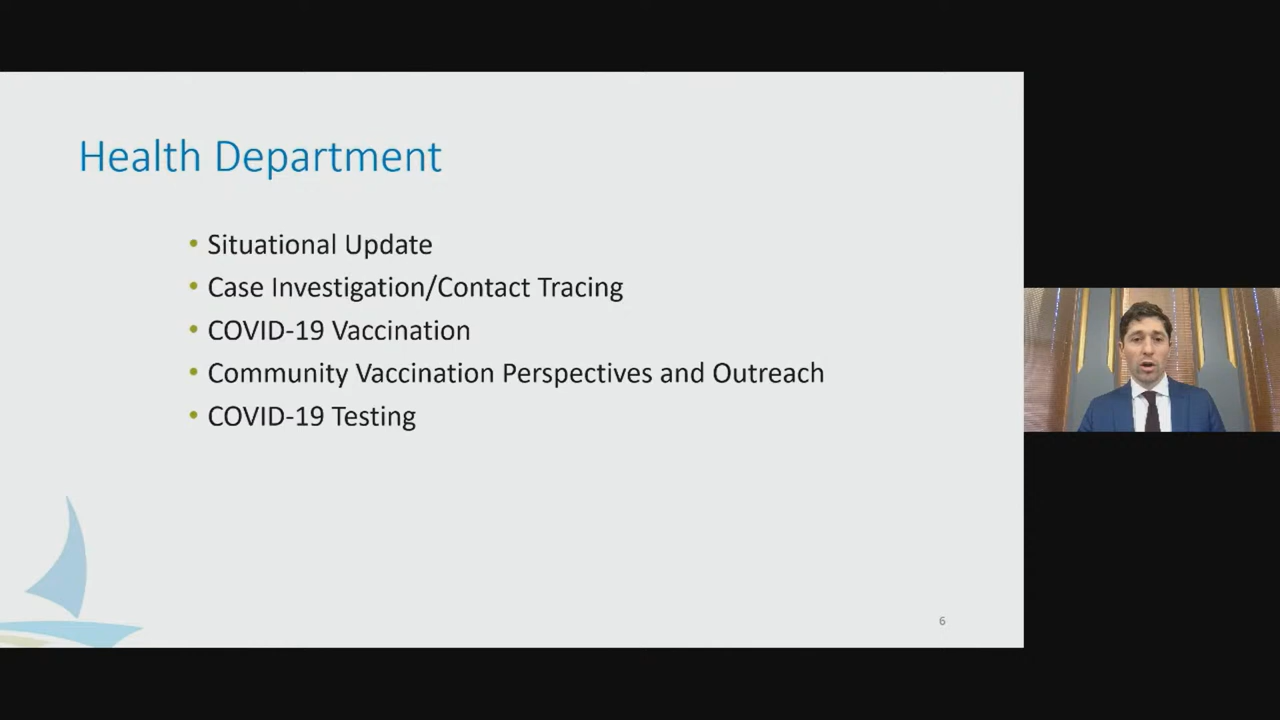 Health Department
• Situational Update
• Case Investigation/Contact Tracing
• COVID-19 Vaccination
• Community Vaccination Perspectives and Outreach
• COVID-19 Testing
6